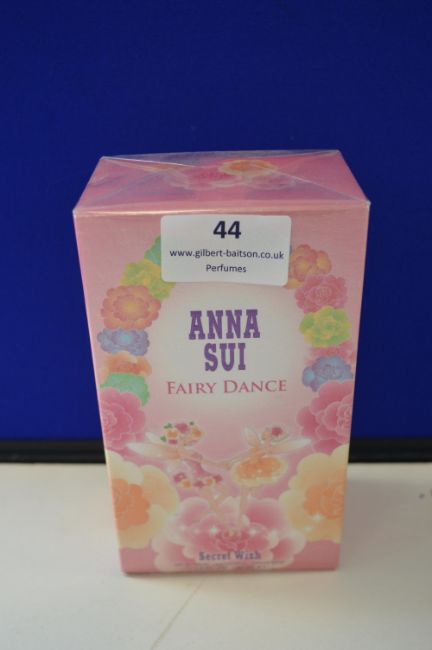 44
www.gilbert-baitson.co.uk
Perfumes
ANNA
SUI
FAIRY DANCE
Secret Wish